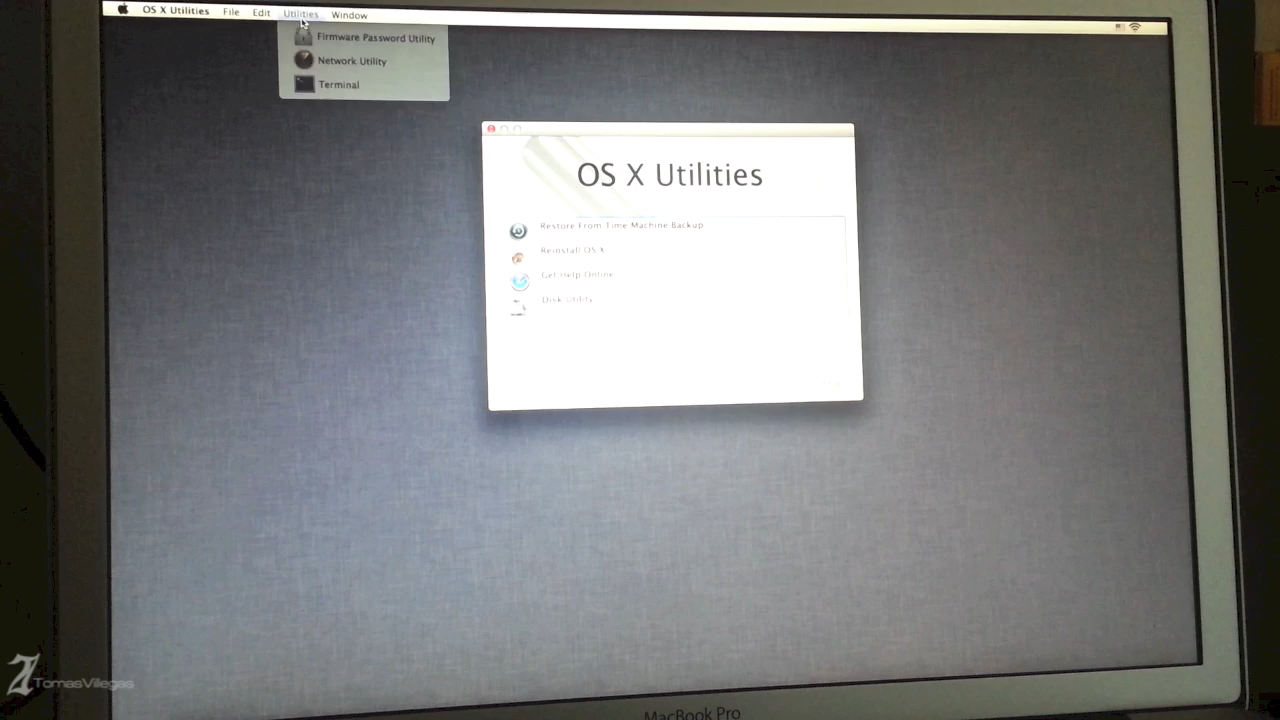 OS X Utilities File Edit Utilities Window
Firmware Password Utility
Network Utility
Terminal
OS X Utilities
Restore From Time Machine Backup
Reinstall OS X
Get Help Online
Disk Utility
TomasVillegas
MacBook Pro